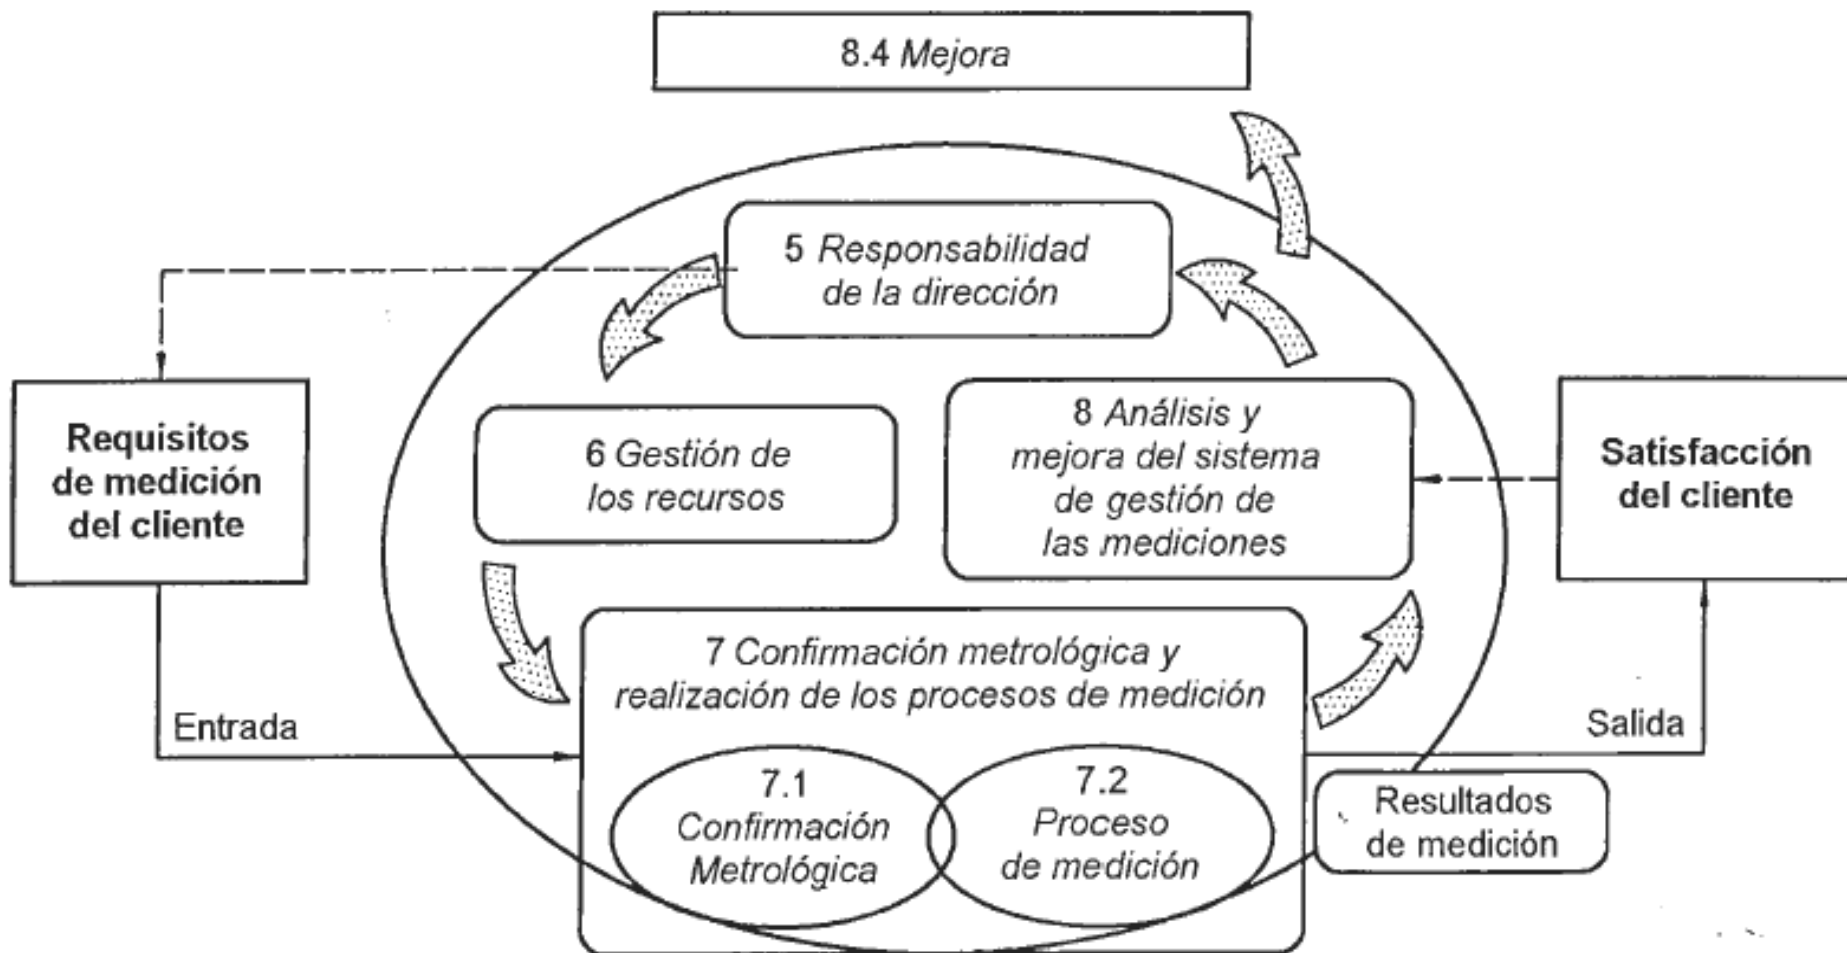 8.4 Mejora
5 Responsabilidad
de la dirección
Requisitos
de medición
del cliente
6 Gestión de
los recursos
8 Análisis y
mejora del sistema
de gestión de
las mediciones
Satisfacción
del cliente
7 Confirmación metrológica y
realización de los procesos de medición
Entrada
Salida
7.1
Confirmación
Metrológica
7.2
Proceso
de medición
Resultados
de medición